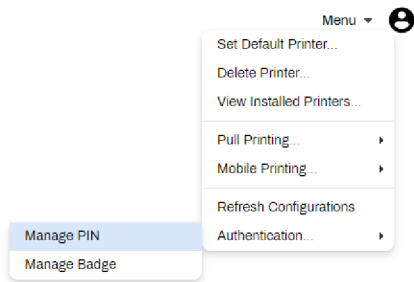 Menu
Set Default Printer...
Delete Printer...
View Installed Printers...
Pull Printing...
Mobile Printing...
Refresh Configurations
Authentication...
Manage PIN
Manage Badge